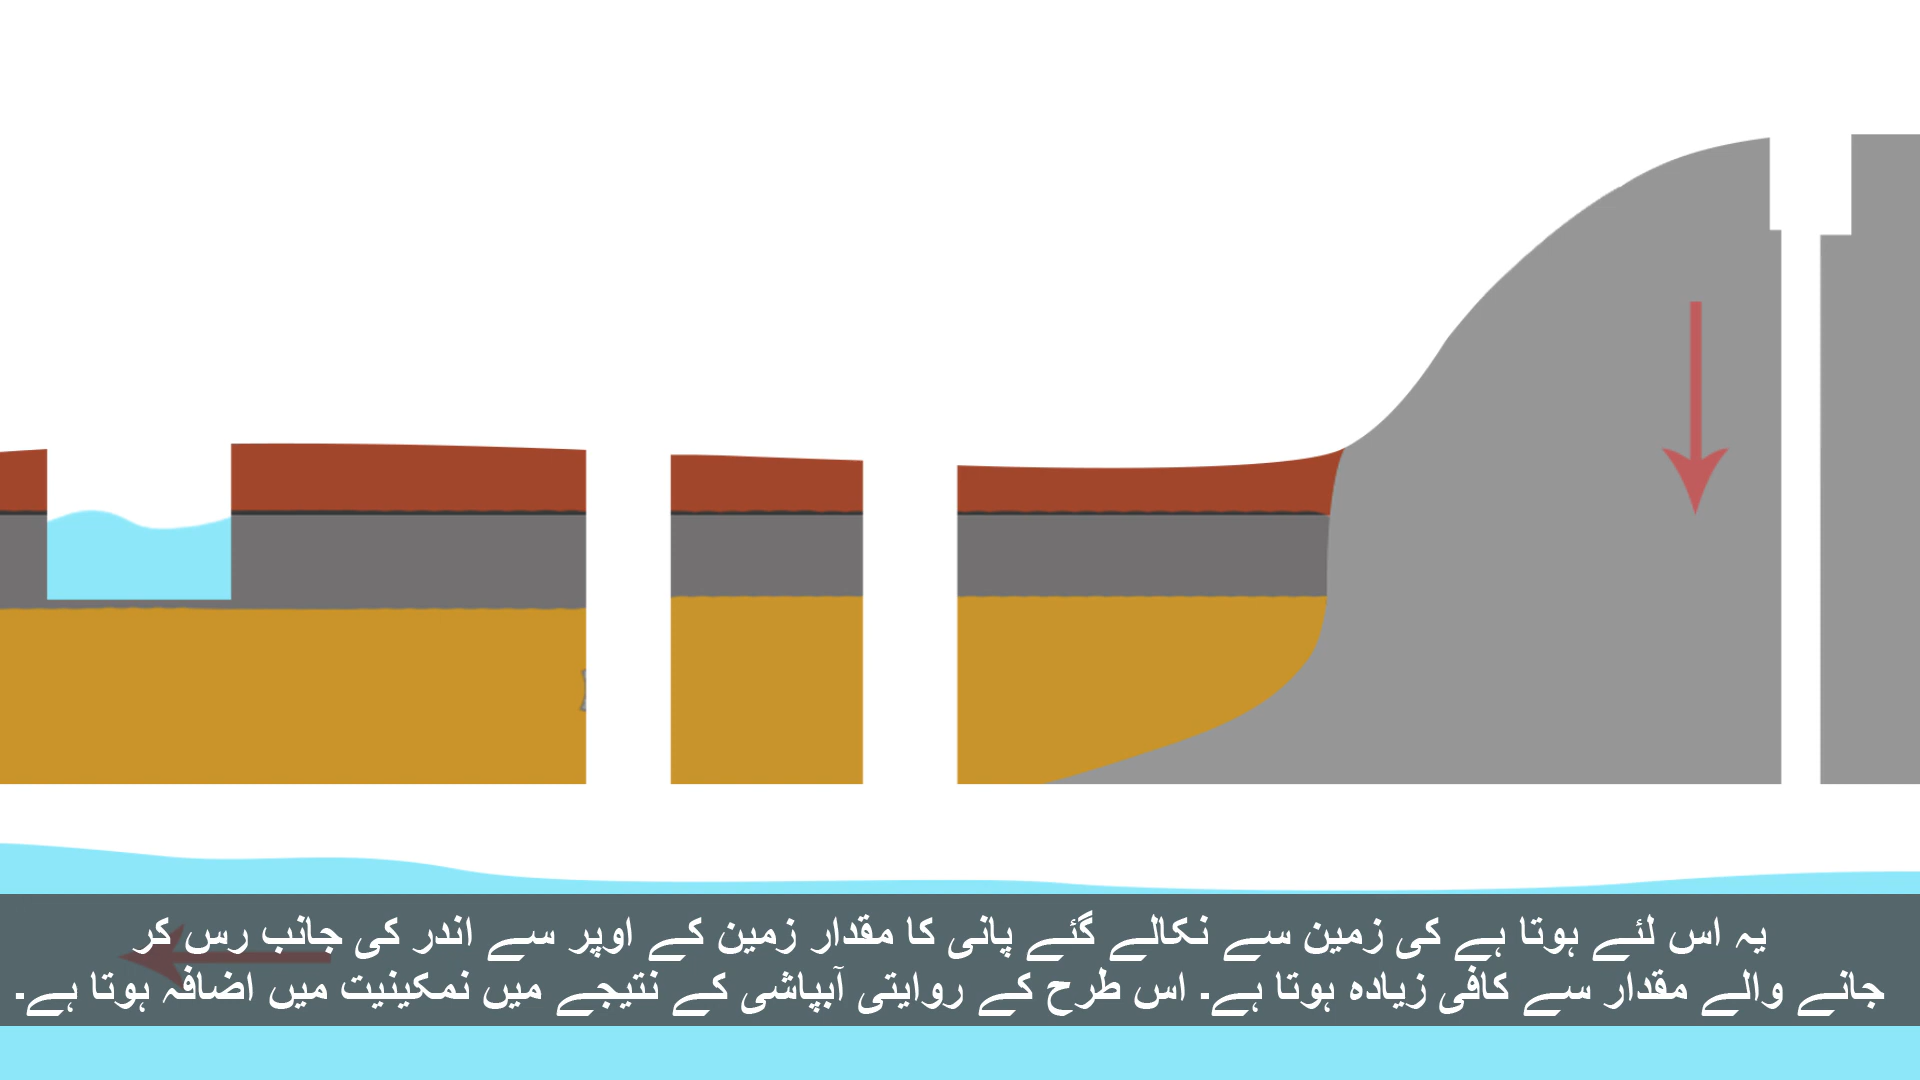 یہ اس لئے ہوتا ہے کی زمین سے نکالے گئے پانی کا مقدار زمین کے اوپر سے اندر کی جانب رس کر
جانے والے مقدار سے کافی زیادہ ہوتا ہے۔ اس طرح کے روایتی آبپاشی کے نتیجے میں نمکینیت میں اضافہ ہوتا ہے۔